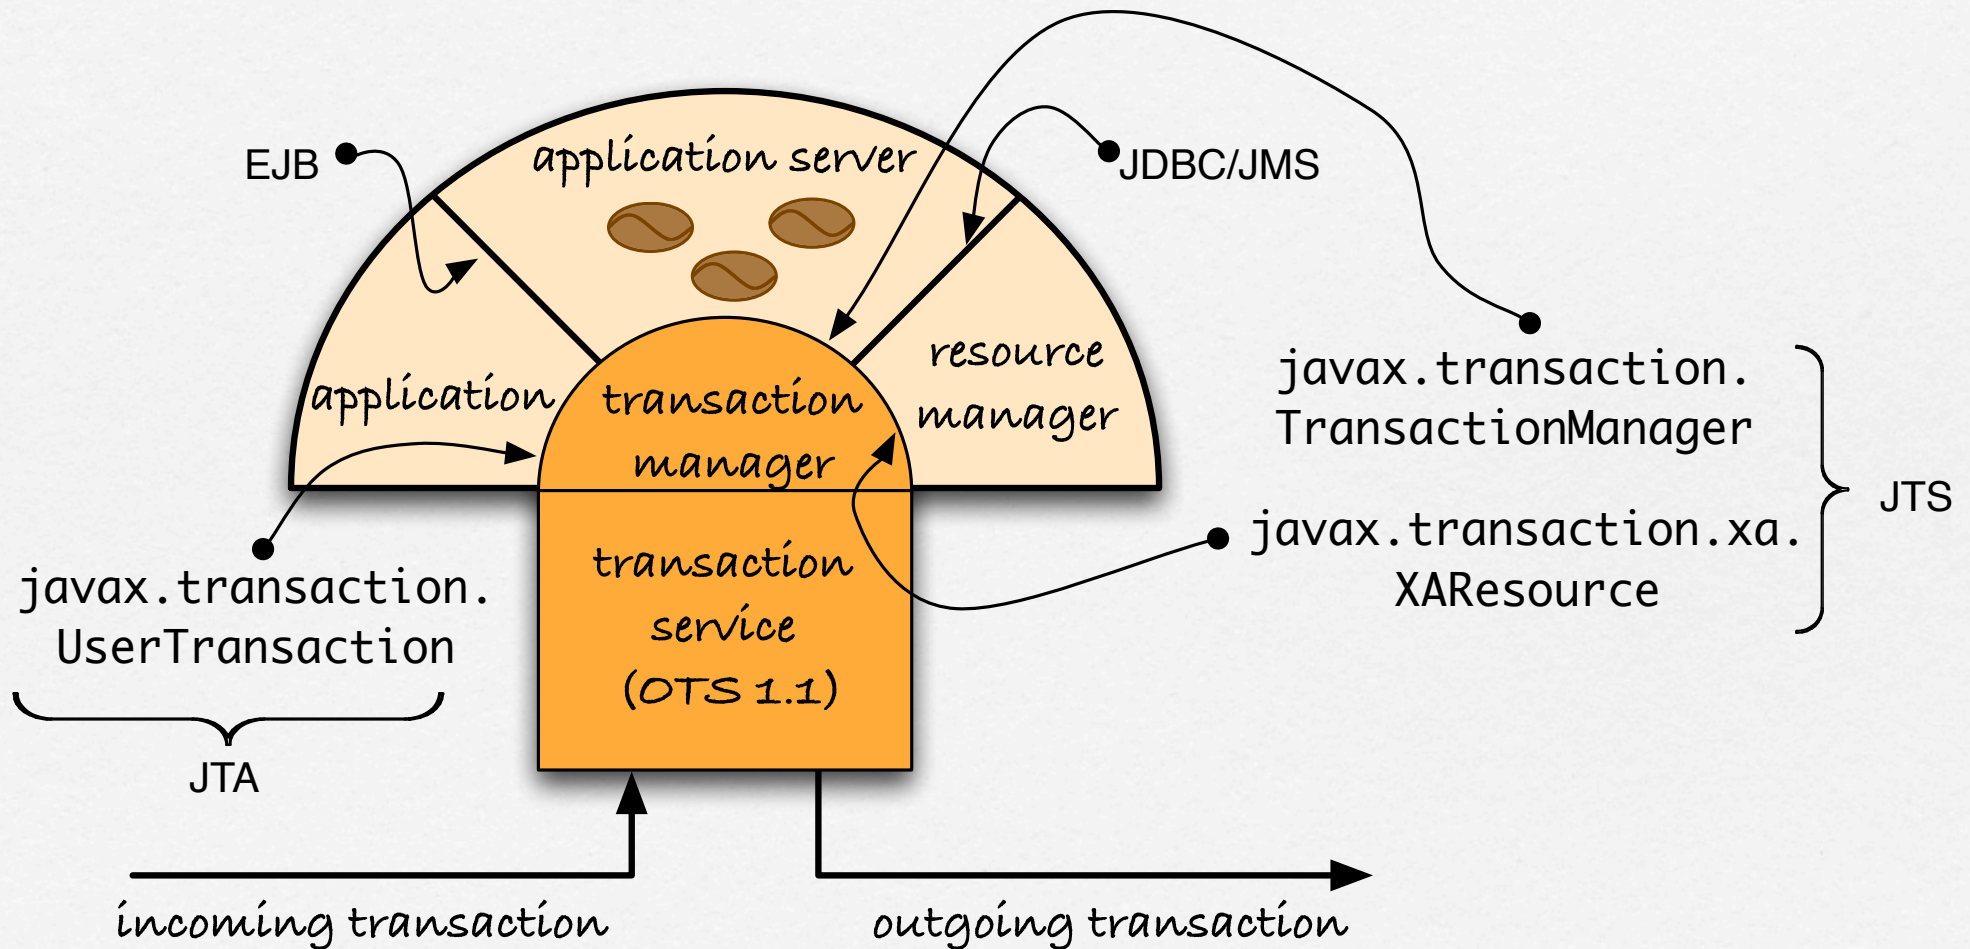 EJB
application server
JDBC/JMS
application
transaction
manager
resource
manager
javax.transaction.
TransactionManager
javax.transaction.xa.
XAResource
JTS
javax.transaction.
UserTransaction
JTA
transaction
service
(OTS 1.1)
incoming transaction
outgoing transaction